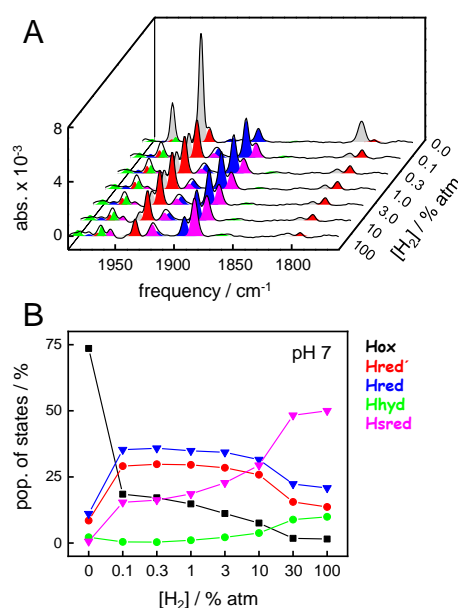 A
8
4
0
abs. x 10⁻³
1950
1900
1850
1800
frequency / cm⁻¹
0.0
0.1
0.3
1.0
3.0
10
100
[H₂] / % atm
B
pH 7
75
50
25
0
pop. of states / %
0
0.1
0.3
1
3
10
30
100
[H₂] / % atm
Hox
Hred´
Hred
Hhyd
Hsred